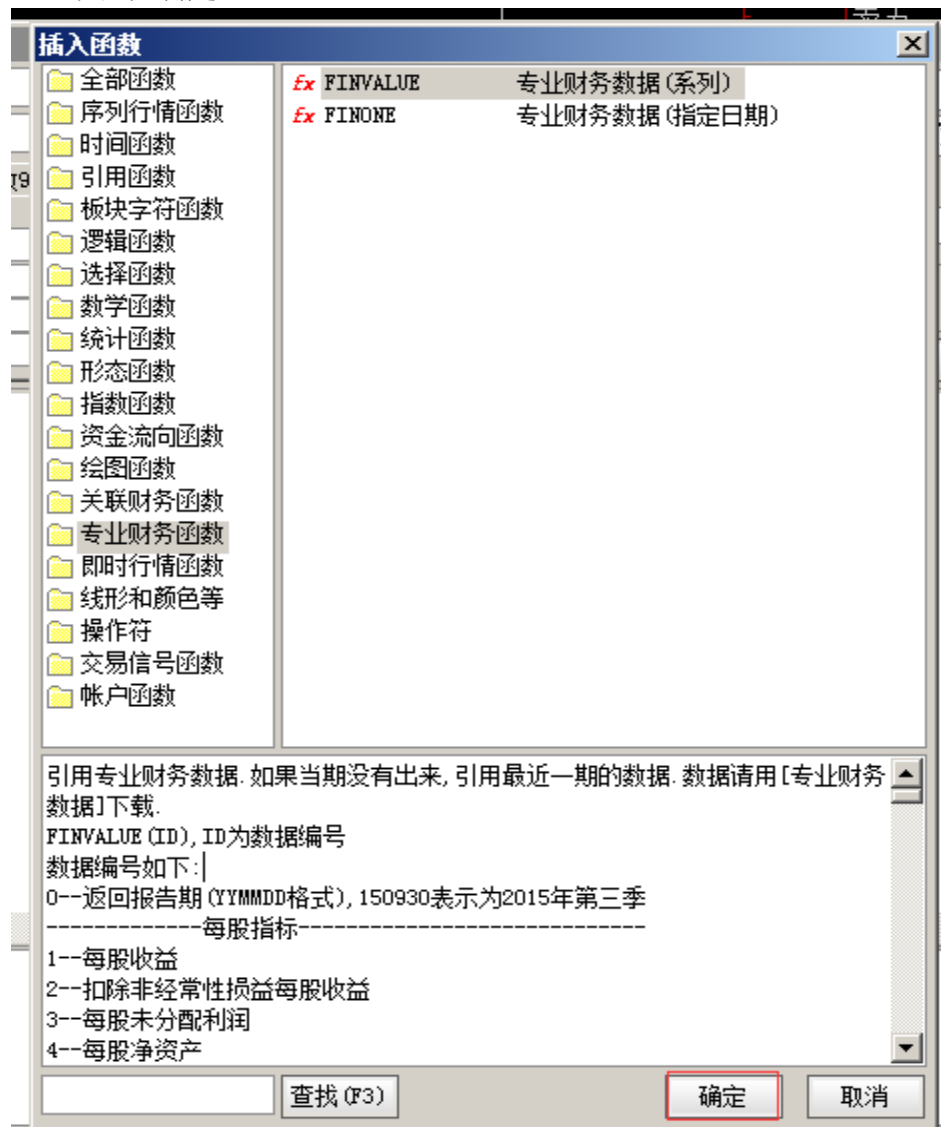 插入函数
全部函数
序列行情函数
时间函数
引用函数
板块字符函数
逻辑函数
选择函数
数学函数
统计函数
形态函数
指数函数
资金流向函数
绘图函数
关联财务函数
专业财务函数
即时行情函数
线形和颜色等
操作符
交易信号函数
帐户函数
fx FINVALUE 专业财务数据(系列)
fx FINONE 专业财务数据(指定日期)
引用专业财务数据.如果当期没有出来,引用最近一期的数据.数据请用[专业财务
数据]下载.
FINVALUE(ID),ID为数据编号
数据编号如下:
0--返回报告期(YYMMDD格式),150930表示为2015年第三季
-------------每股指标-----------------------------
1--每股收益
2--扣除非经常性损益每股收益
3--每股未分配利润
4--每股净资产
查找(F3)
确定
取消